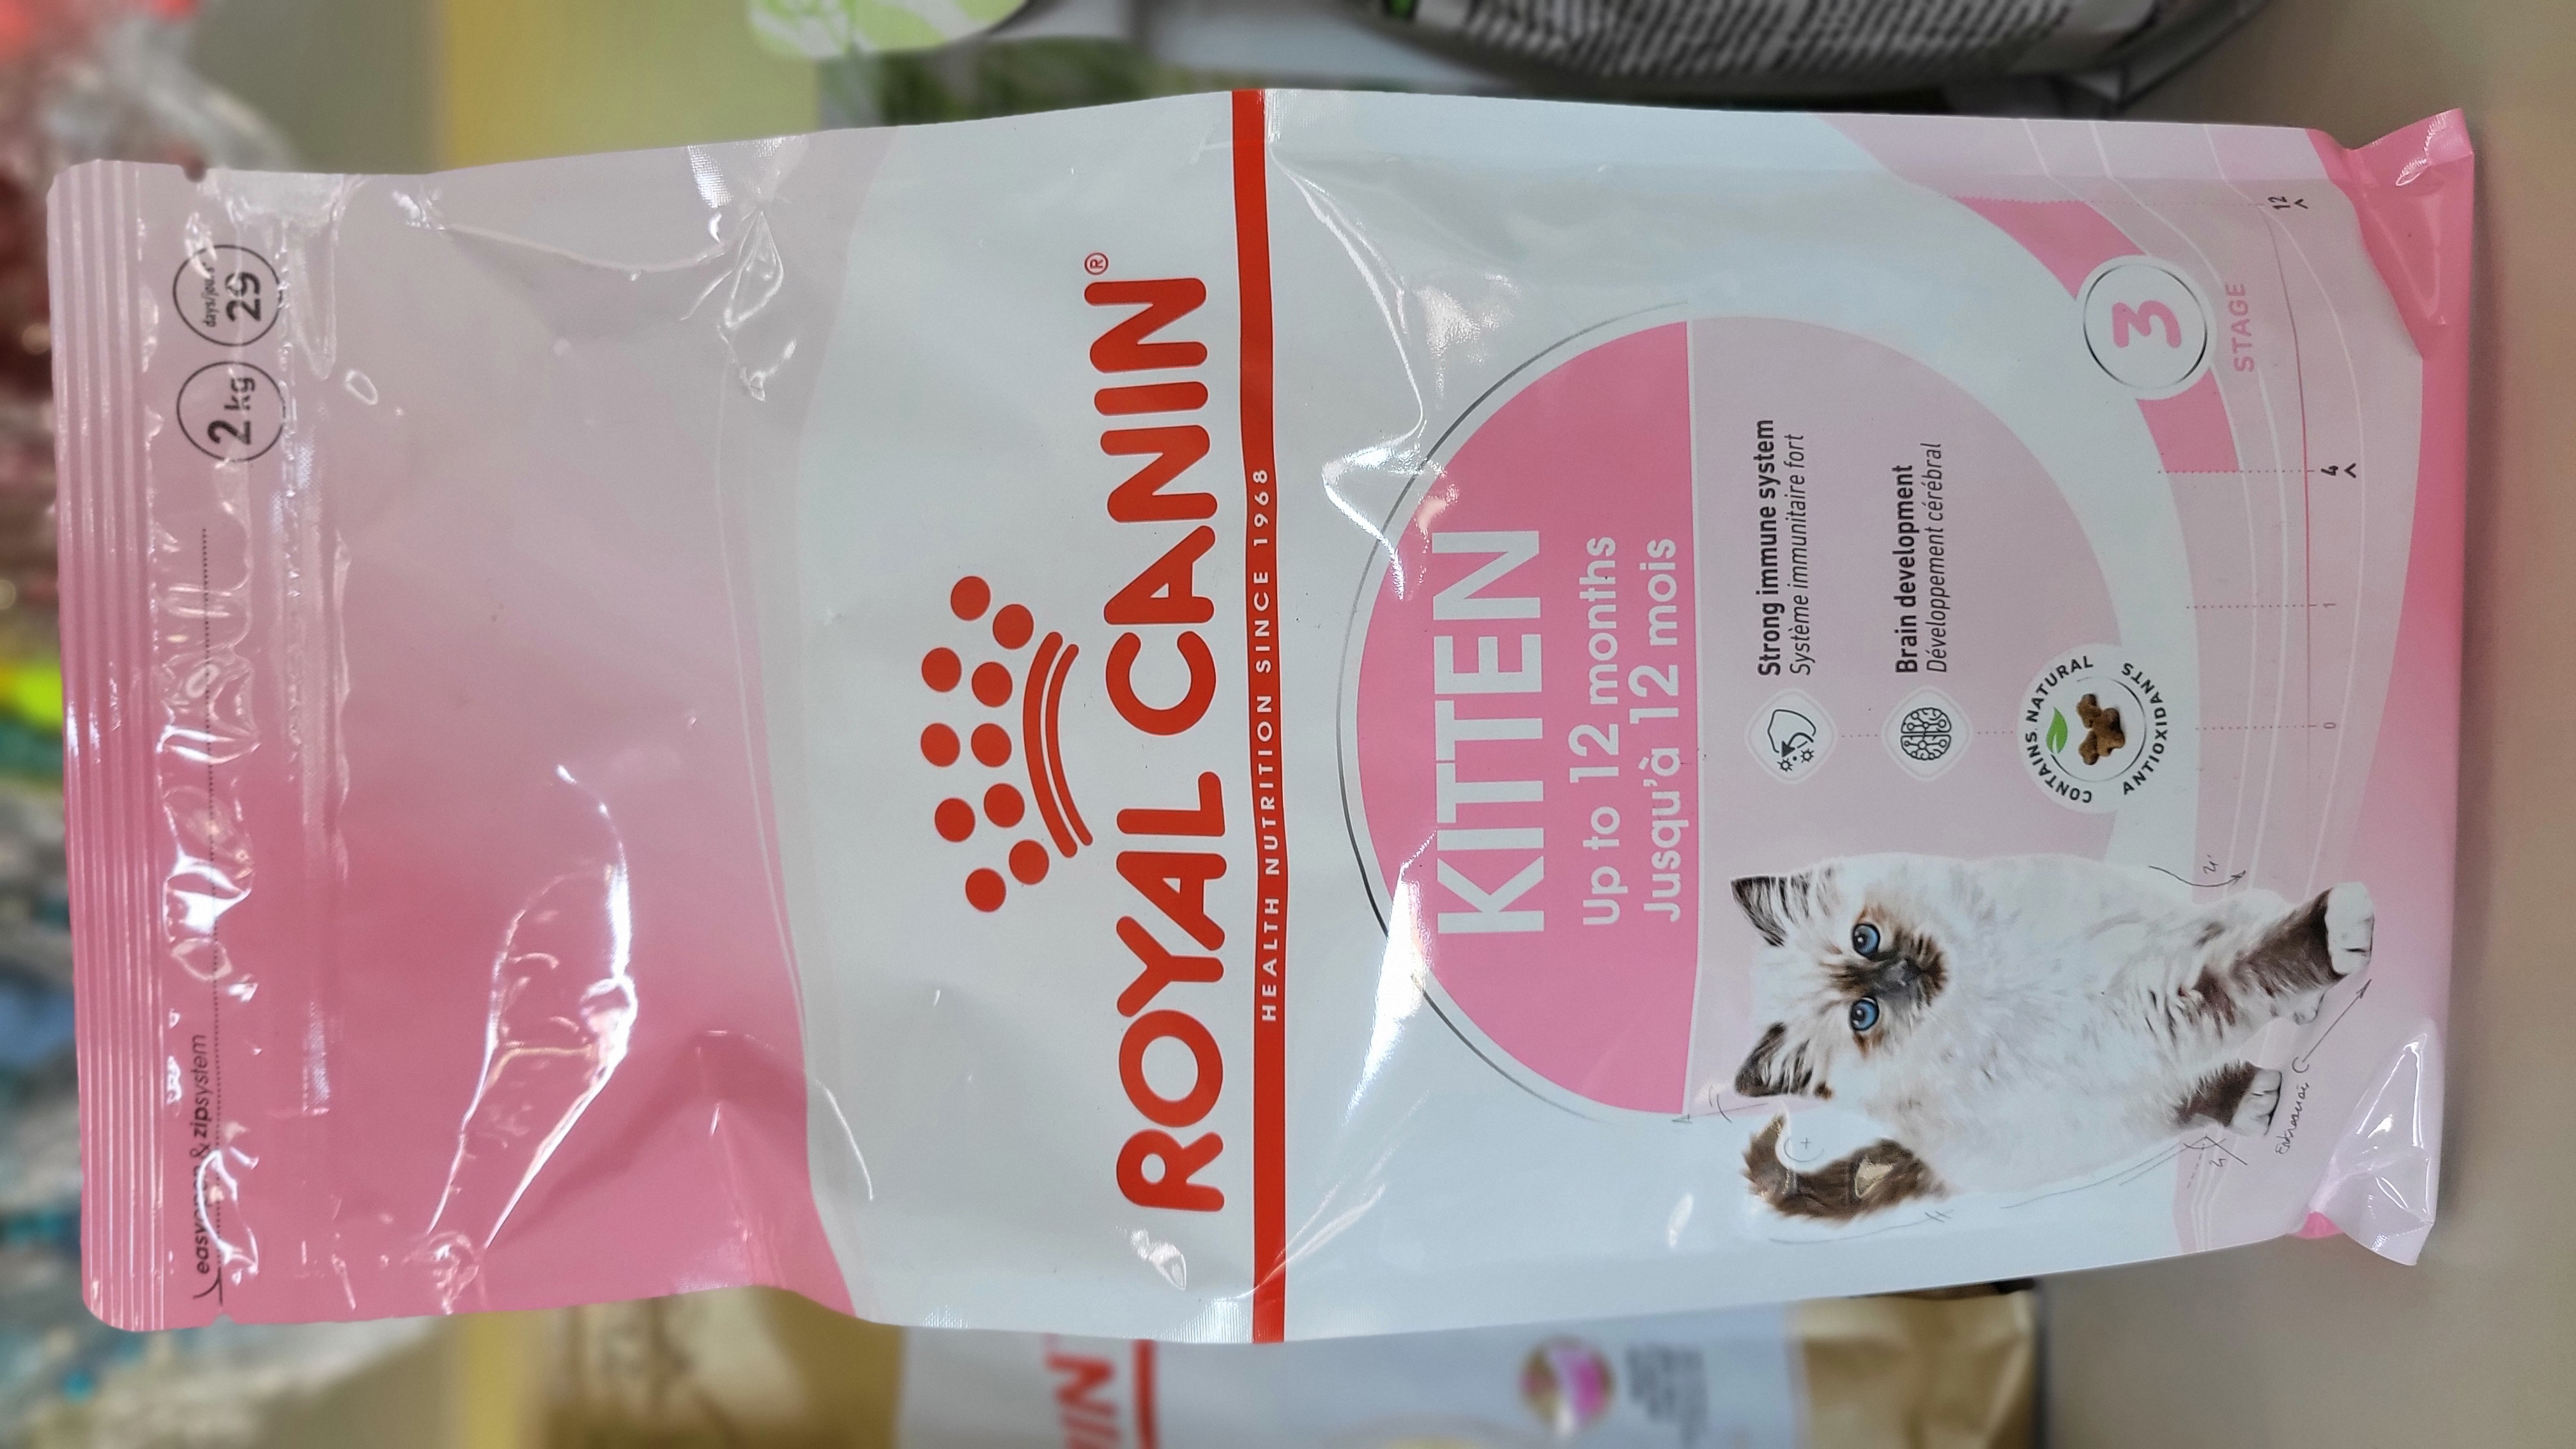 easyopen & zipsystem
2 kg
days/jours
29
ROYAL CANIN®
HEALTH NUTRITION SINCE 1968
KITTEN
Up to 12 months
Jusqu'à 12 mois
Strong immune system
Système immunitaire fort
Brain development
Développement cérébral
CONTAINS NATURAL
ANTIOXIDANTS
3
STAGE
0 1 4 12